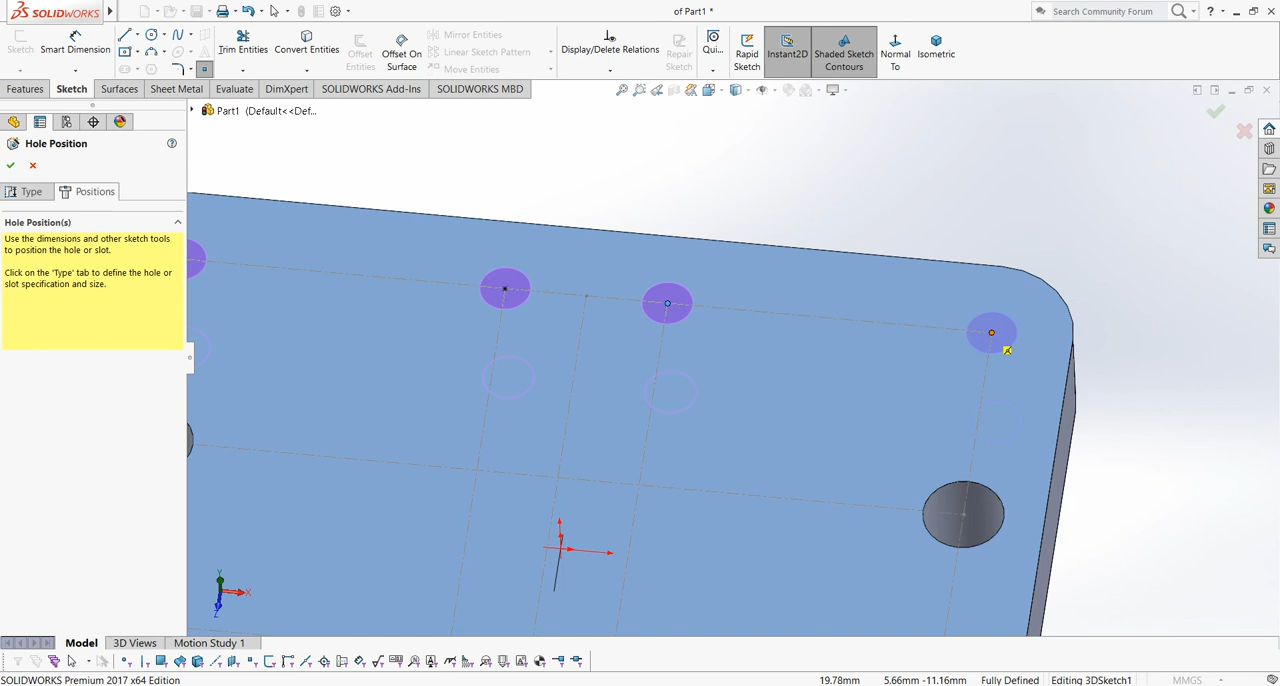 SOLIDWORKS
of Part1 *
Search Community Forum
?
Sketch
Smart Dimension
Trim Entities
Convert Entities
Offset Entities
Offset On Surface
Mirror Entities
Linear Sketch Pattern
Move Entities
Display/Delete Relations
Repair Sketch
Qui...
Rapid Sketch
Instant2D
Shaded Sketch Contours
Normal To
Isometric
Features
Sketch
Surfaces
Sheet Metal
Evaluate
DimXpert
SOLIDWORKS Add-Ins
SOLIDWORKS MBD
Part1 (Default<<Def...
Hole Position
Type
Positions
Hole Position(s)
Use the dimensions and other sketch tools
to position the hole or slot.
Click on the 'Type' tab to define the hole or
slot specification and size.
Y
X
Z
Model
3D Views
Motion Study 1
SOLIDWORKS Premium 2017 x64 Edition
19.78mm
5.66mm -11.16mm
Fully Defined
Editing 3DSketch1
MMGS